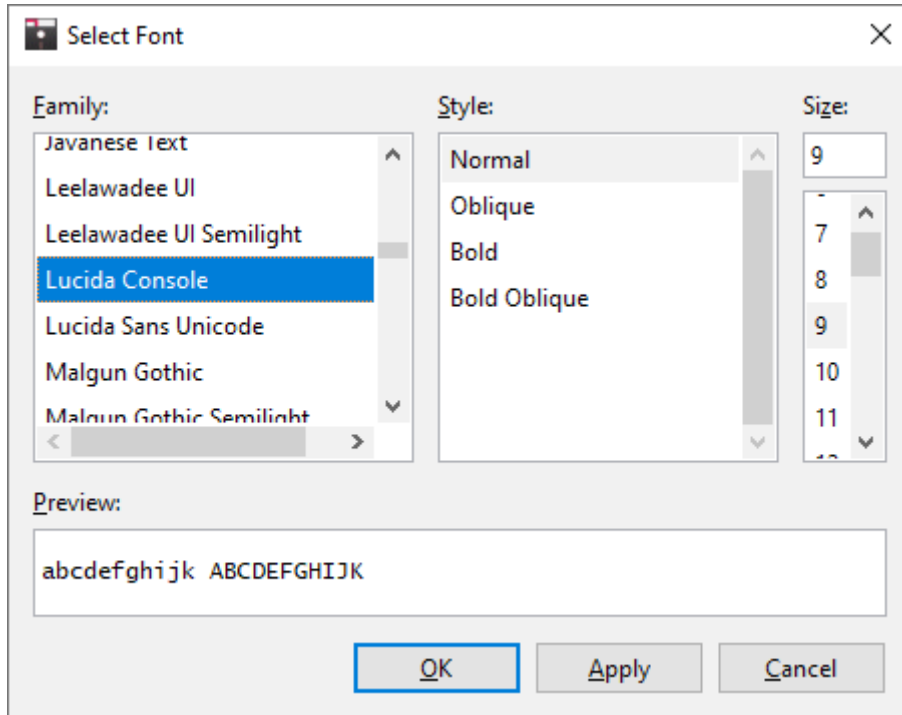 Select Font
Family:
Style:
Size:
Javanese Text
Leelawadee UI
Leelawadee UI Semilight
Lucida Console
Lucida Sans Unicode
Malgun Gothic
Malgun Gothic Semilight
Normal
Oblique
Bold
Bold Oblique
9
7
8
9
10
11
Preview:
abcdefghijk ABCDEFGHIJK
OK
Apply
Cancel